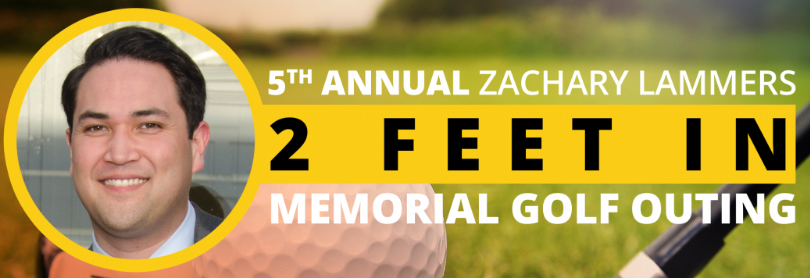 5TH ANNUAL ZACHARY LAMMERS
2 FEET IN
MEMORIAL GOLF OUTING